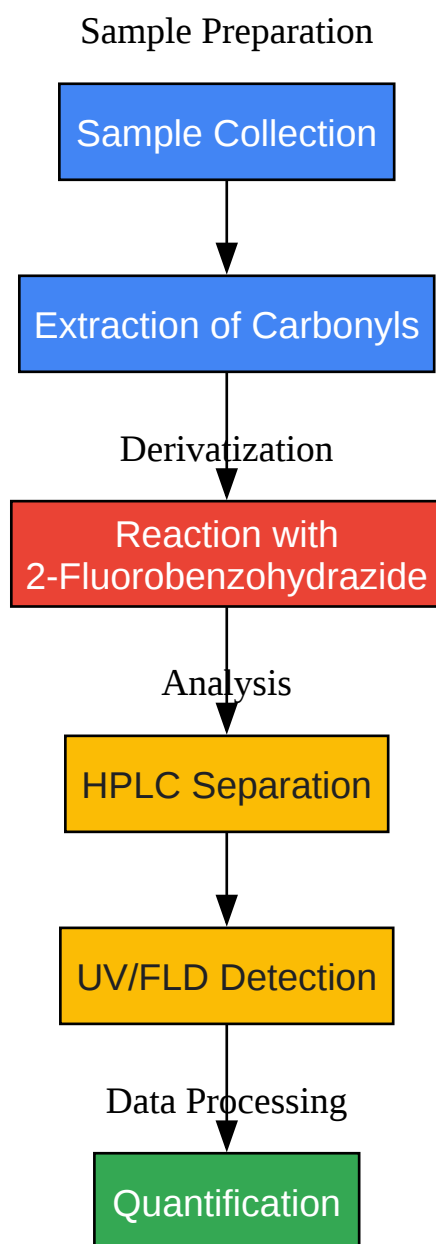 Sample Preparation
Sample Collection
Extraction of Carbonyls
Derivatization
Reaction with
2-Fluorobenzohydrazide
Analysis
HPLC Separation
UV/FLD Detection
Data Processing
Quantification